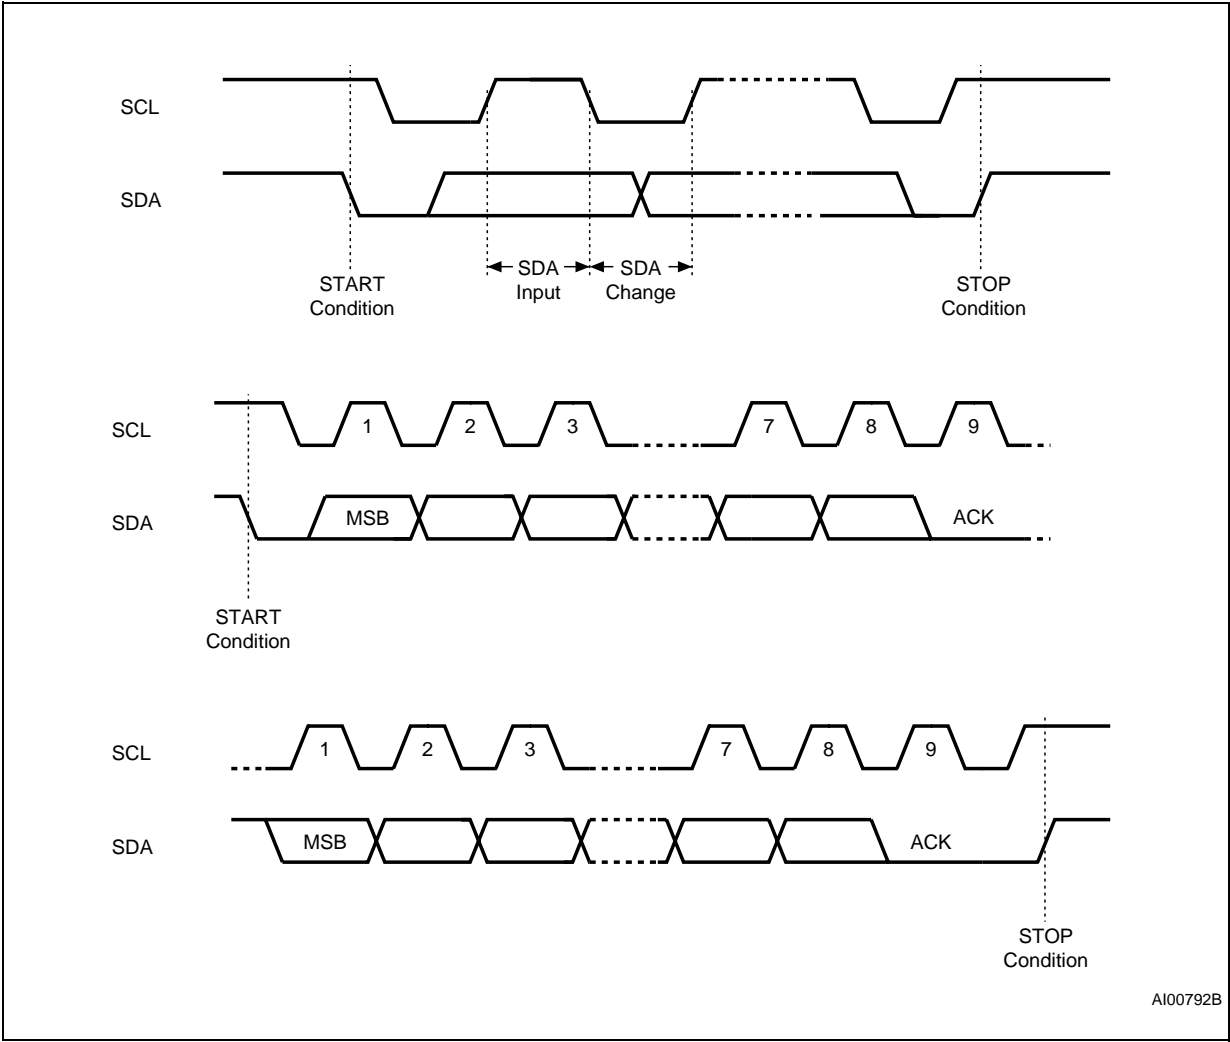 SCL
SDA
SDA
Input
SDA
Change
START
Condition
STOP
Condition
SCL
1
2
3
7
8
9
SDA
MSB
ACK
START
Condition
SCL
1
2
3
7
8
9
SDA
MSB
ACK
STOP
Condition
AI00792B